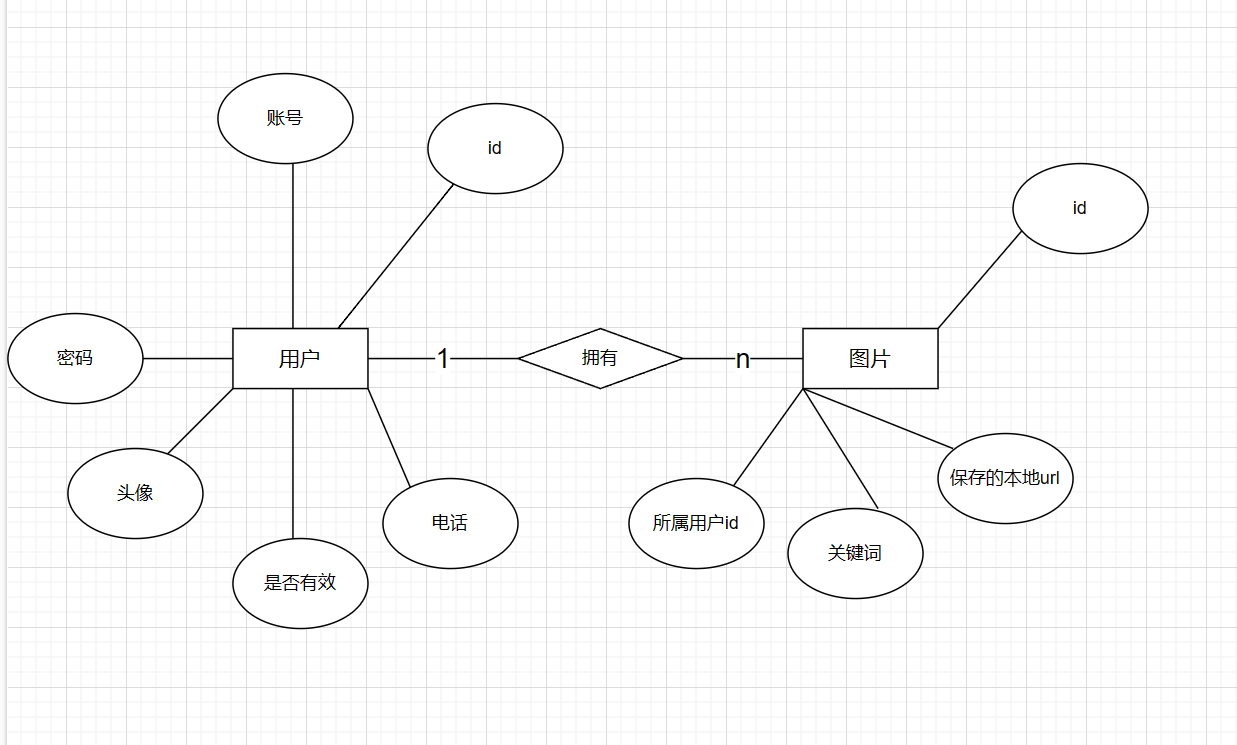 账号
id
id
密码
用户
1
拥有
n
图片
头像
是否有效
电话
所属用户id
关键词
保存的本地url